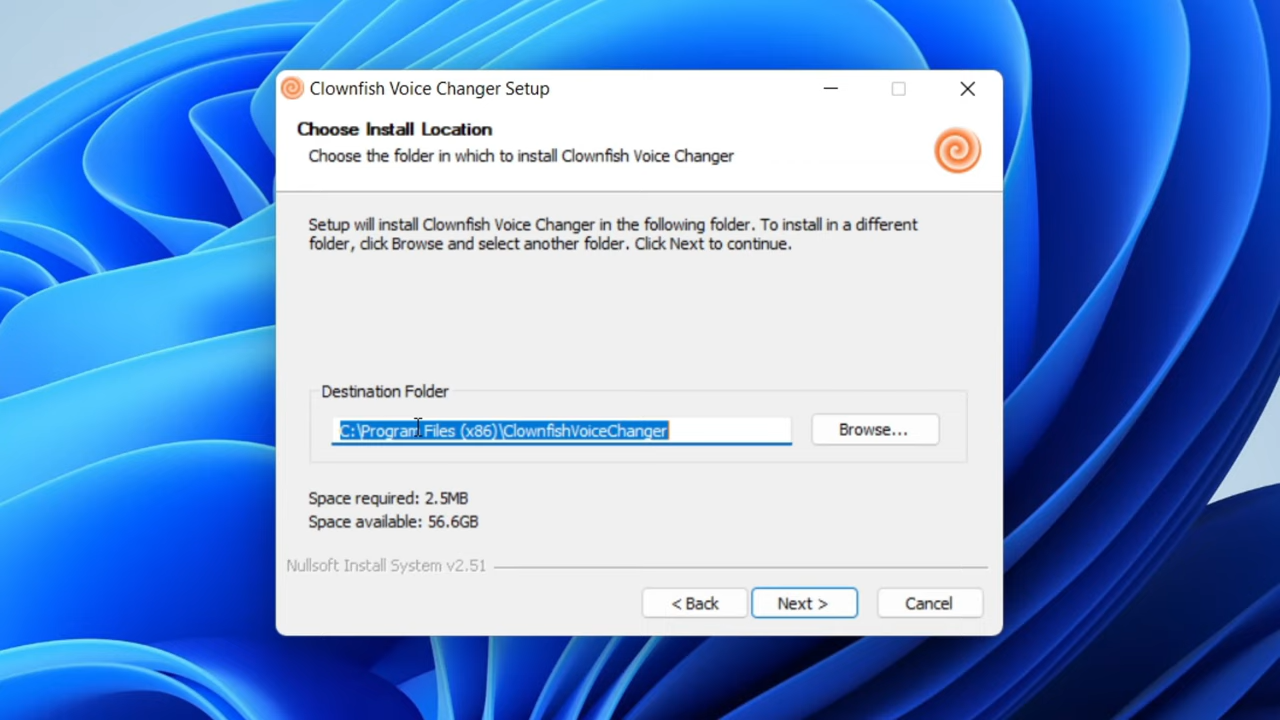 Clownfish Voice Changer Setup
Choose Install Location
Choose the folder in which to install Clownfish Voice Changer
Setup will install Clownfish Voice Changer in the following folder. To install in a different
folder, click Browse and select another folder. Click Next to continue.
Destination Folder
C:\Program Files (x86)\ClownfishVoiceChanger
Browse...
Space required: 2.5MB
Space available: 56.6GB
Nullsoft Install System v2.51
< Back
Next >
Cancel